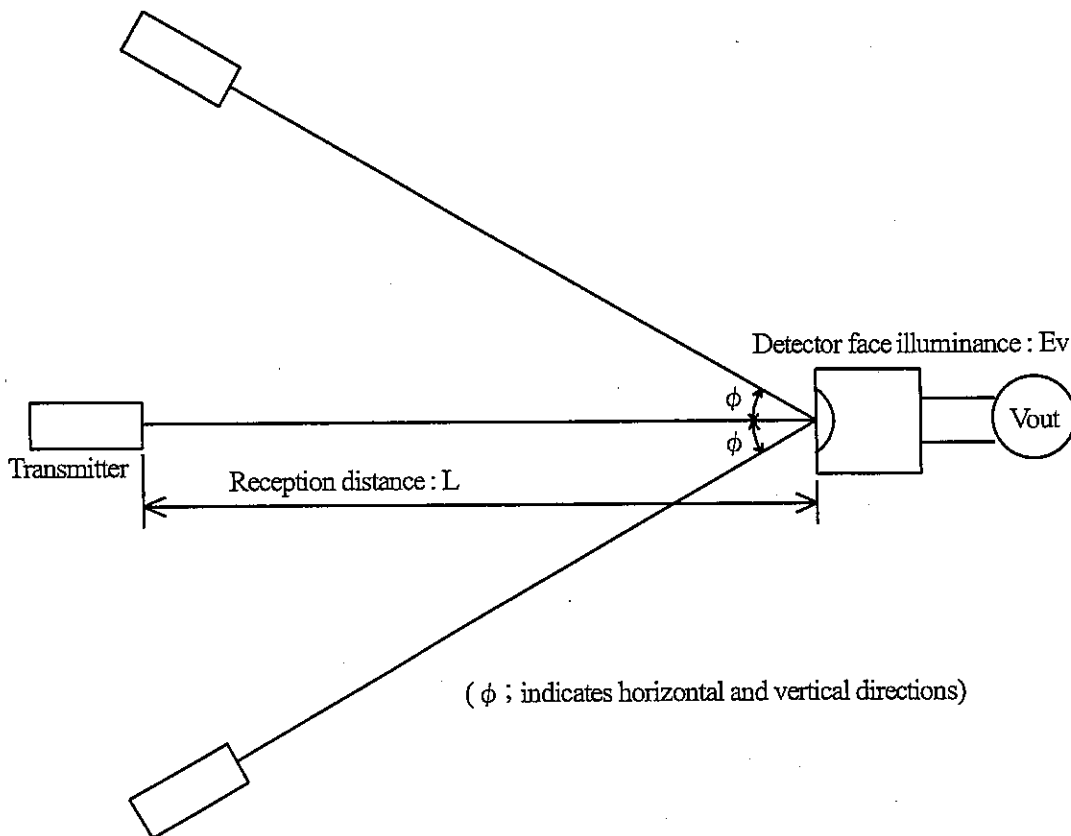 Detector face illuminance : Ev
φ
φ
Vout
Transmitter
Reception distance : L
( φ ; indicates horizontal and vertical directions)